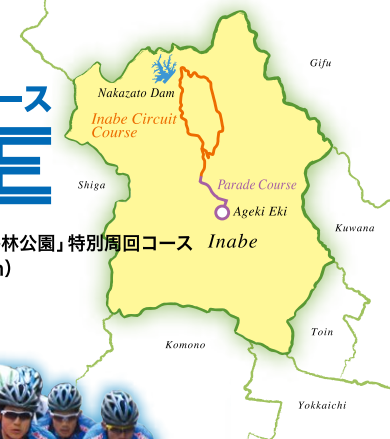 Gifu
ース
Nakazato Dam
Inabe Circuit
Course
Shiga
Parade Course
Ageki Eki
Kuwana
林公園」特別周回コース
Inabe
)
Toin
Komono
Yokkaichi